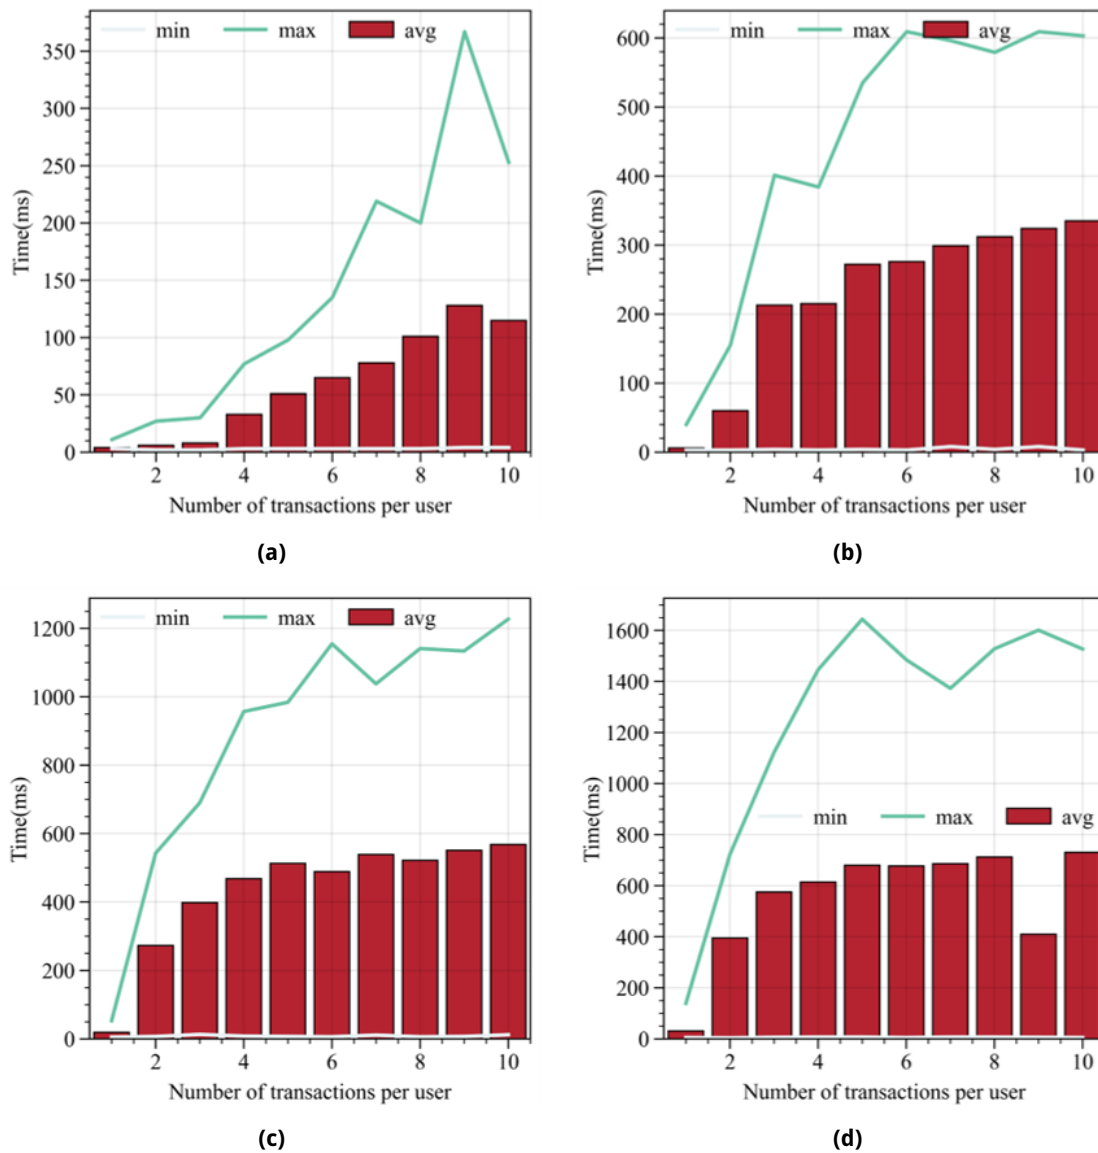 min max avg
350
300
250
200
150
100
50
0
Time(ms)
2 4 6 8 10
Number of transactions per user
(a)
min max avg
600
500
400
300
200
100
0
Time(ms)
2 4 6 8 10
Number of transactions per user
(b)
min max avg
1200
1000
800
600
400
200
0
Time(ms)
2 4 6 8 10
Number of transactions per user
(c)
1600
1400
1200
1000
min max avg
800
600
400
200
0
Time(ms)
2 4 6 8 10
Number of transactions per user
(d)